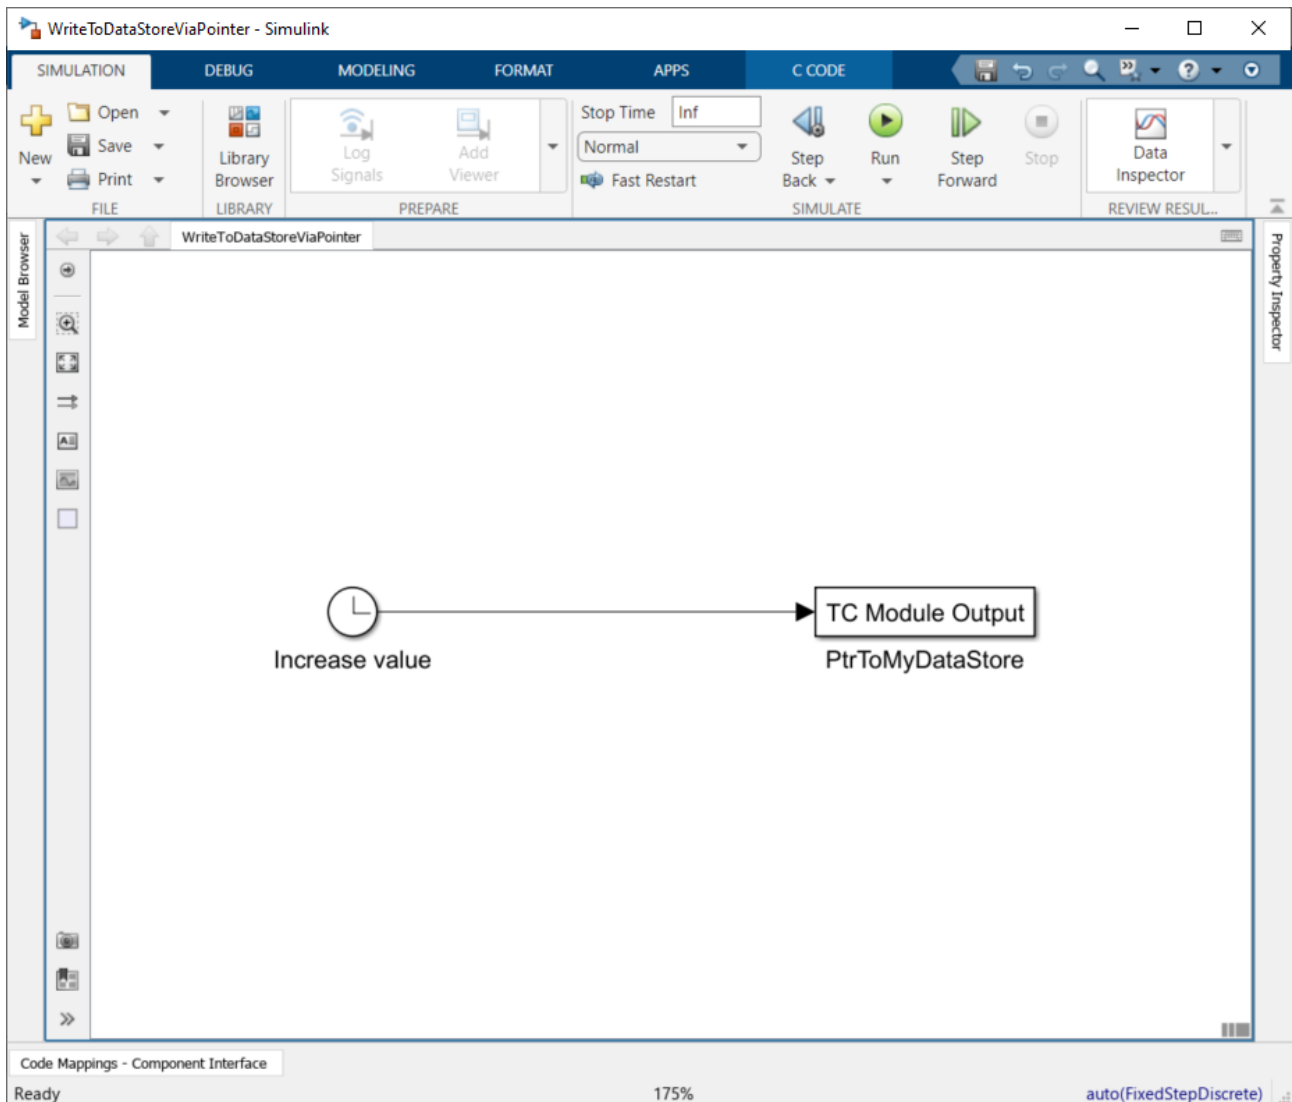 WriteToDataStoreViaPointer - Simulink
SIMULATION DEBUG MODELING FORMAT APPS C CODE
New
Open
Save
Print
FILE
Library
Browser
LIBRARY
Log
Signals
Add
Viewer
PREPARE
Stop Time Inf
Normal
Fast Restart
Step
Back
Run
Step
Forward
Stop
SIMULATE
Data
Inspector
REVIEW RESUL...
Model Browser
WriteToDataStoreViaPointer
Property Inspector
TC Module Output
Increase value
PtrToMyDataStore
Code Mappings - Component Interface
Ready 175% auto(FixedStepDiscrete)